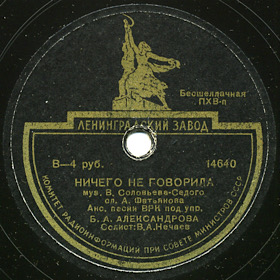 Бесшеллачная
ПХВ-п
ЛЕНИНГРАДСКИЙ ЗАВОД
В—4 руб.
14640
НИЧЕГО НЕ ГОВОРИЛА
муз. В. Соловьева-Седого
сл. А. Фатьянова
Анс. песни ВРК под упр.
Б. А. АЛЕКСАНДРОВА
Солист: В.А.Нечаев
КОМИТЕТ РАДИОИНФОРМАЦИИ ПРИ СОВЕТЕ МИНИСТРОВ СССР